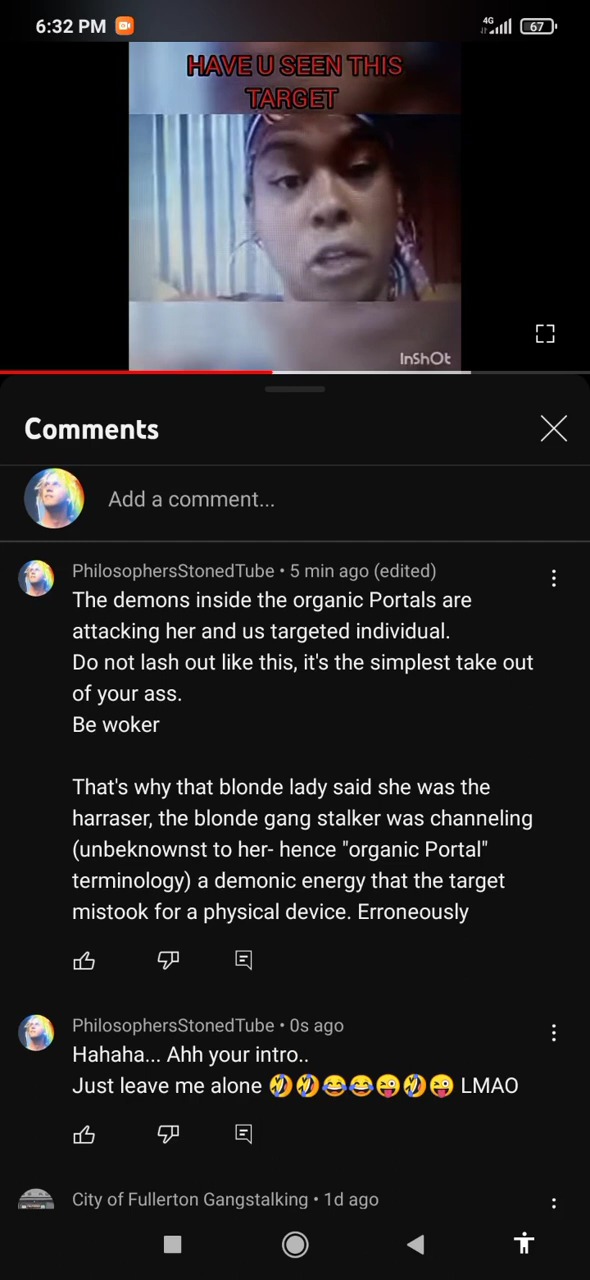 6:32 PM
4G
67
HAVE U SEEN THIS
TARGET
InShOt
Comments
Add a comment...
PhilosophersStonedTube • 5 min ago (edited)
The demons inside the organic Portals are
attacking her and us targeted individual.
Do not lash out like this, it's the simplest take out
of your ass.
Be woker
That's why that blonde lady said she was the
harraser, the blonde gang stalker was channeling
(unbeknownst to her- hence "organic Portal"
terminology) a demonic energy that the target
mistook for a physical device. Erroneously
PhilosophersStonedTube • 0s ago
Hahaha... Ahh your intro..
Just leave me alone 🤣🤣😂😂😜🤣😜 LMAO
City of Fullerton Gangstalking • 1d ago